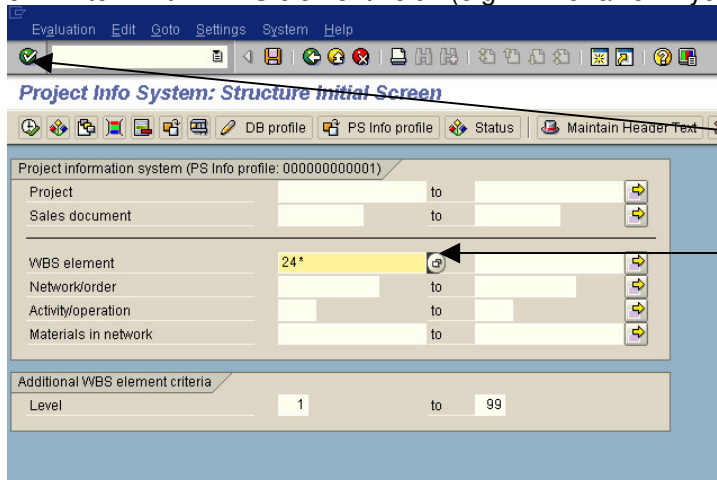 Evaluation Edit Goto Settings System Help
Project Info System: Structure Initial Screen
DB profile PS Info profile Status Maintain Header Text
Project information system (PS Info profile: 000000000001)
Project to
Sales document to
WBS element 24*
Network/order to
Activity/operation to
Materials in network to
Additional WBS element criteria
Level 1 to 99